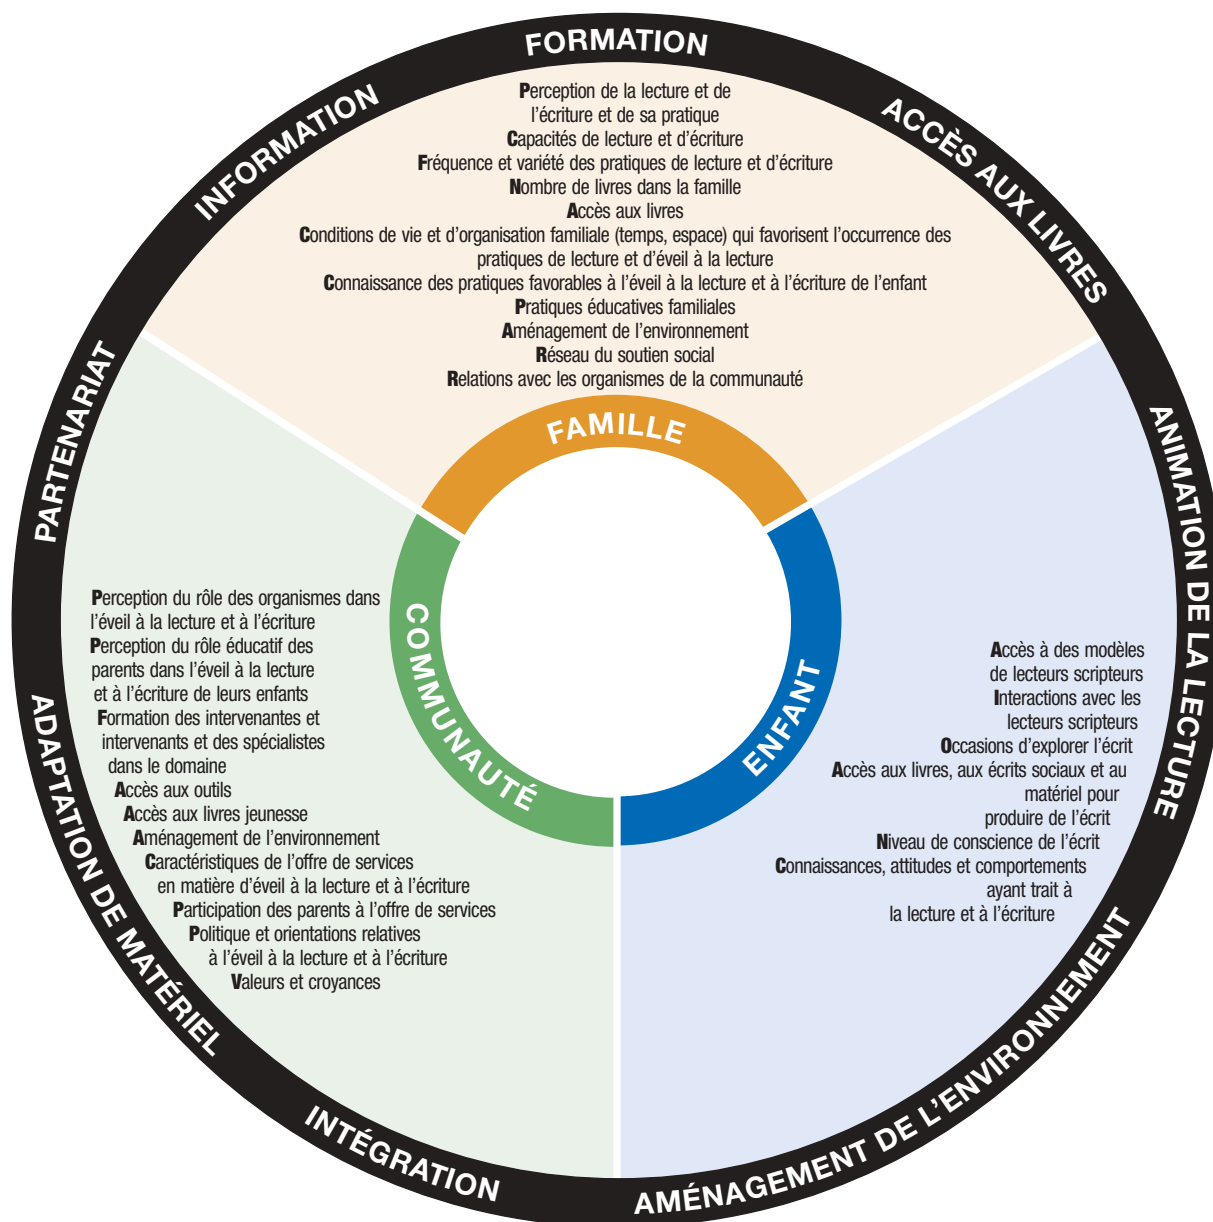 FORMATION
INFORMATION
ACCÈS AUX LIVRES
Perception de la lecture et de
l'écriture et de sa pratique
Capacités de lecture et d'écriture
Fréquence et variété des pratiques de lecture et d'écriture
Nombre de livres dans la famille
Accès aux livres
Conditions de vie et d'organisation familiale (temps, espace) qui favorisent l'occurrence des
pratiques de lecture et d'éveil à la lecture
Connaissance des pratiques favorables à l'éveil à la lecture et à l'écriture de l'enfant
Pratiques éducatives familiales
Aménagement de l'environnement
Réseau du soutien social
Relations avec les organismes de la communauté
FAMILLE
PARTENARIAT
ANIMATION DE LA LECTURE
COMMUNAUTÉ
ENFANT
Perception du rôle des organismes dans
l'éveil à la lecture et à l'écriture
Perception du rôle éducatif des
parents dans l'éveil à la lecture
et à l'écriture de leurs enfants
Formation des intervenantes et
intervenants et des spécialistes
dans le domaine
Accès aux outils
Accès aux livres jeunesse
Aménagement de l'environnement
Caractéristiques de l'offre de services
en matière d'éveil à la lecture et à l'écriture
Participation des parents à l'offre de services
Politique et orientations relatives
à l'éveil à la lecture et à l'écriture
Valeurs et croyances
Accès à des modèles
de lecteurs scripteurs
Interactions avec les
lecteurs scripteurs
Occasions d'explorer l'écrit
Accès aux livres, aux écrits sociaux et au
matériel pour
produire de l'écrit
Niveau de conscience de l'écrit
Connaissances, attitudes et comportements
ayant trait à
la lecture et à l'écriture
ADAPTATION DE MATÉRIEL
INTÉGRATION
AMÉNAGEMENT DE L'ENVIRONNEMENT